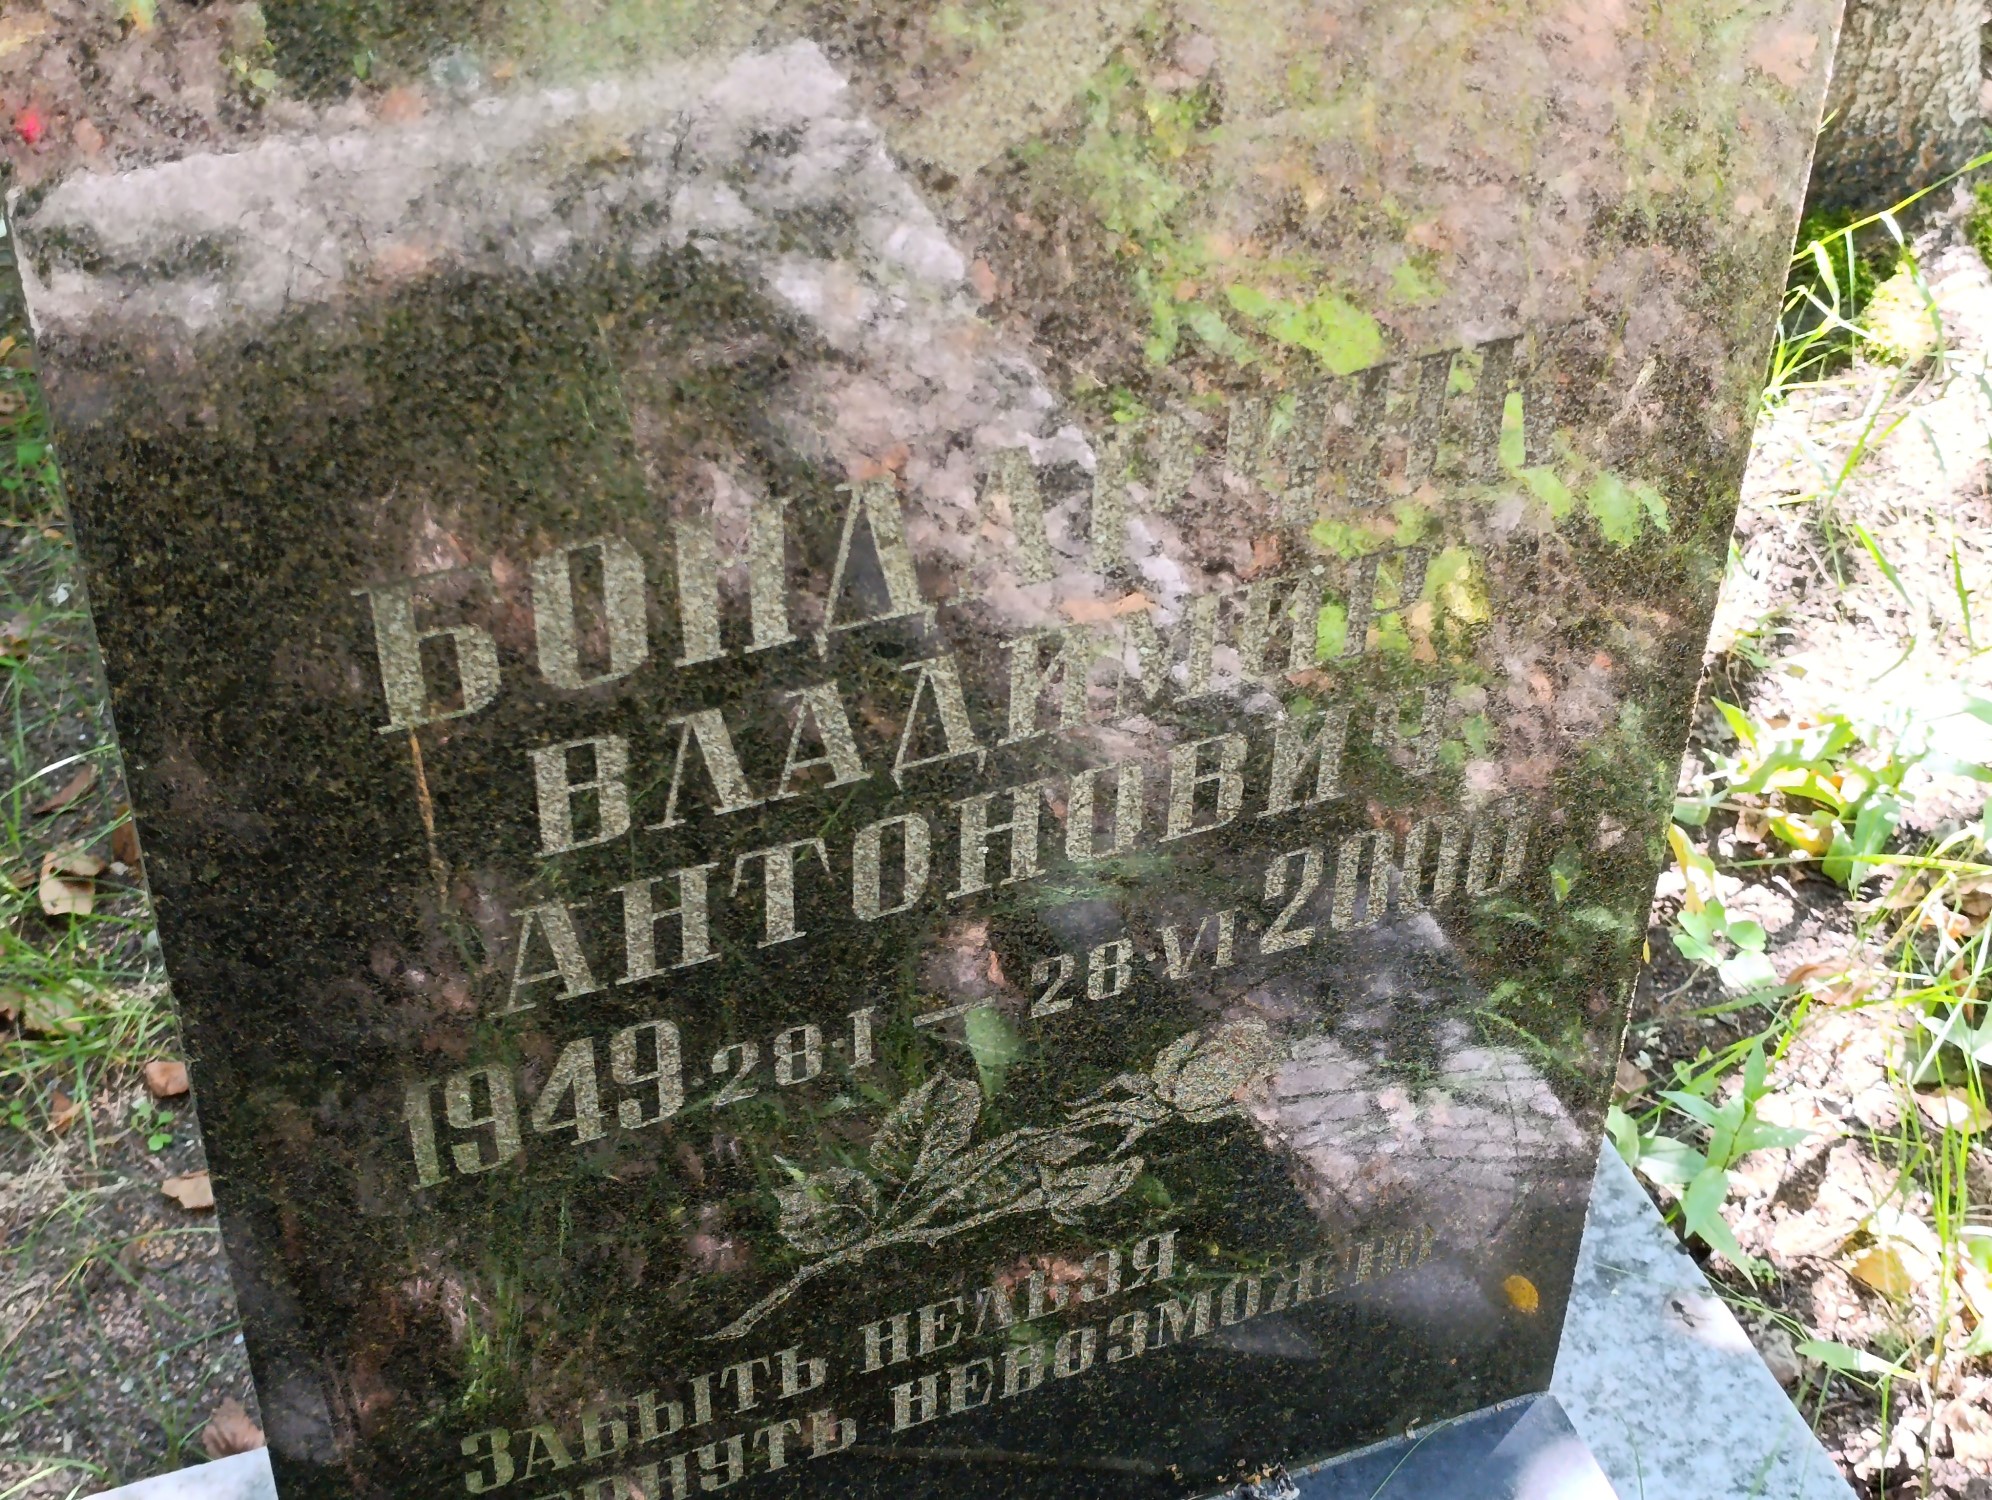 ВЛАДИМИР
АНТОНОВИЧ
1949·28·I — 28·VI·2000
ЗАБЫТЬ НЕЛЬЗЯ
НЕВОЗМОЖНО